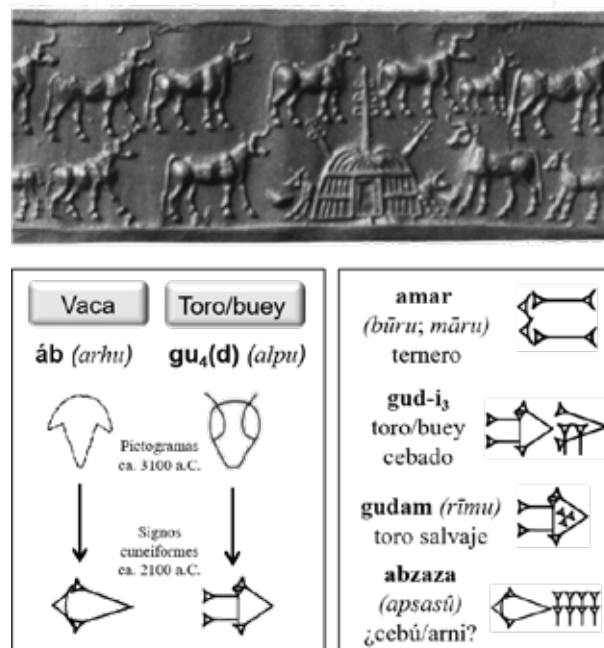 Vaca
Toro/buey
áb (arhu)
gu₄(d) (alpu)
Pictogramas
ca. 3100 a.C.
Signos
cuneiformes
ca. 2100 a.C.
amar
(būru; māru)
ternero
gud-i₃
toro/buey
cebado
gudam (rīmu)
toro salvaje
abzaza
(apsasû)
¿cebú/arni?